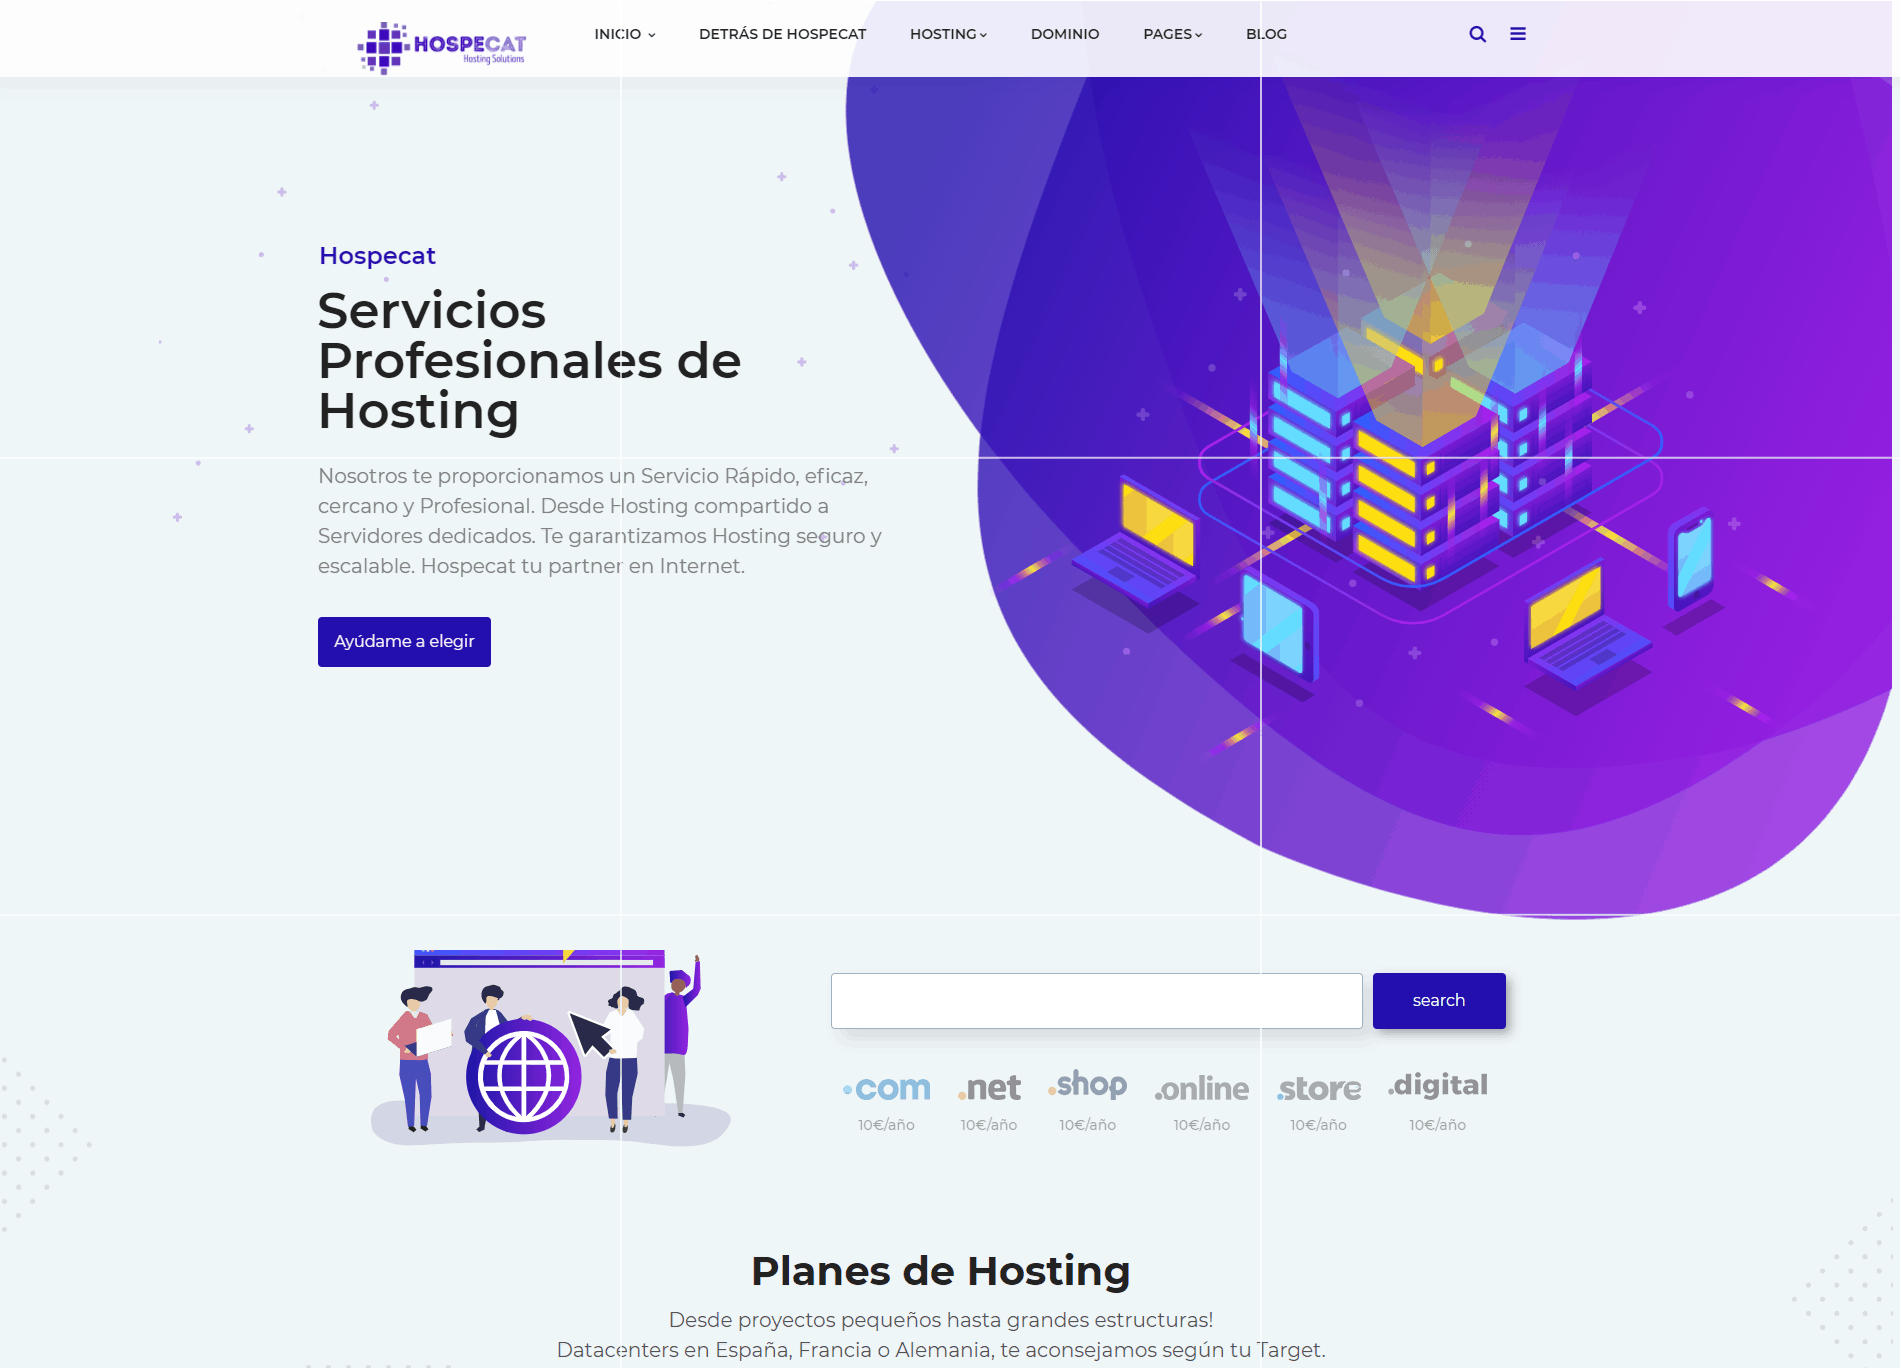 HOSPECAT
Hosting Solutions
INICIO
DETRÁS DE HOSPECAT
HOSTING
DOMINIO
PAGES
BLOG
Hospecat
Servicios
Profesionales de
Hosting
Nosotros te proporcionamos un Servicio Rápido, eficaz,
cercano y Profesional. Desde Hosting compartido a
Servidores dedicados. Te garantizamos Hosting seguro y
escalable. Hospecat tu partner en Internet.
Ayúdame a elegir
search
.com
.net
.shop
.online
.store
.digital
10€/año
10€/año
10€/año
10€/año
10€/año
10€/año
Planes de Hosting
Desde proyectos pequeños hasta grandes estructuras!
Datacenters en España, Francia o Alemania, te aconsejamos según tu Target.